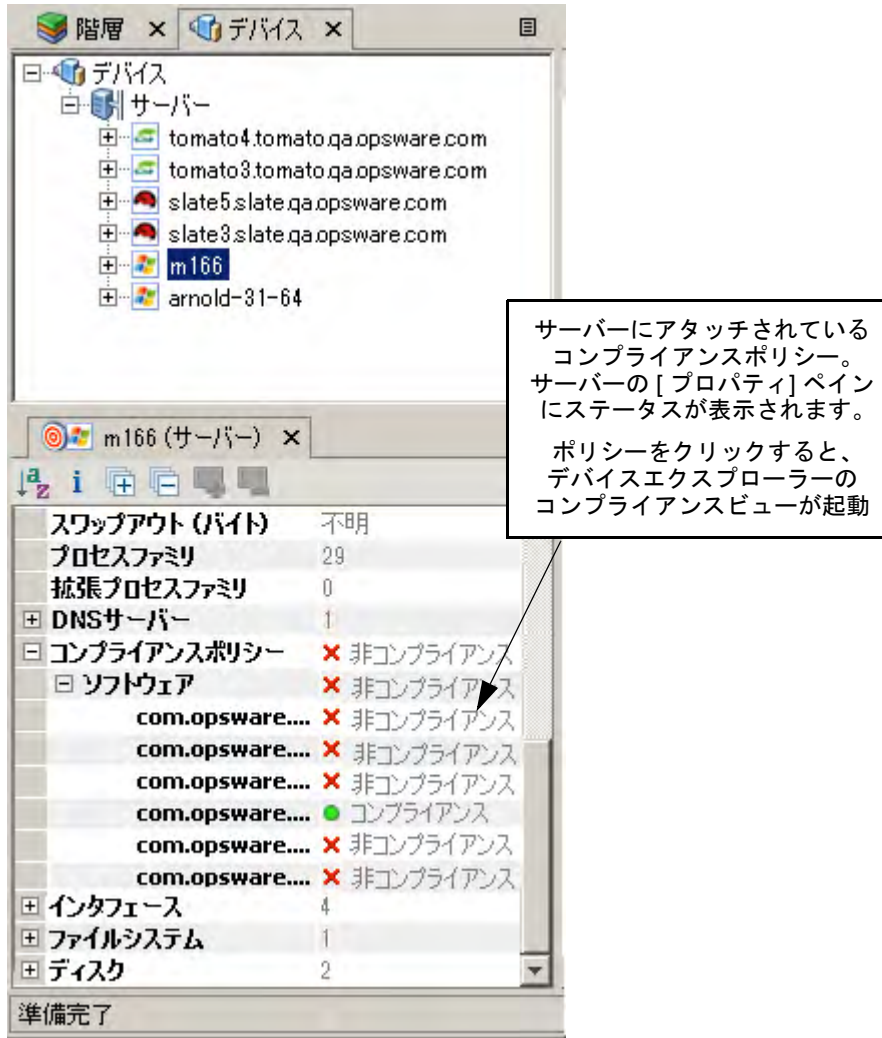 階層
デバイス
デバイス
サーバー
tomato4.tomato.qa.opsware.com
tomato3.tomato.qa.opsware.com
slate5.slate.qa.opsware.com
slate3.slate.qa.opsware.com
m166
arnold-31-64
サーバーにアタッチされている
コンプライアンスポリシー。
サーバーの [ プロパティ] ペイン
にステータスが表示されます。
ポリシーをクリックすると、
デバイスエクスプローラーの
コンプライアンスビューが起動
m166 (サーバー)
スワップアウト (バイト) 不明
プロセスファミリ 29
拡張プロセスファミリ 0
DNSサーバー 1
コンプライアンスポリシー 非コンプライアンス
ソフトウェア 非コンプライアンス
com.opsware.... 非コンプライアンス
com.opsware.... 非コンプライアンス
com.opsware.... 非コンプライアンス
com.opsware.... コンプライアンス
com.opsware.... 非コンプライアンス
com.opsware.... 非コンプライアンス
インタフェース 4
ファイルシステム 1
ディスク 2
準備完了